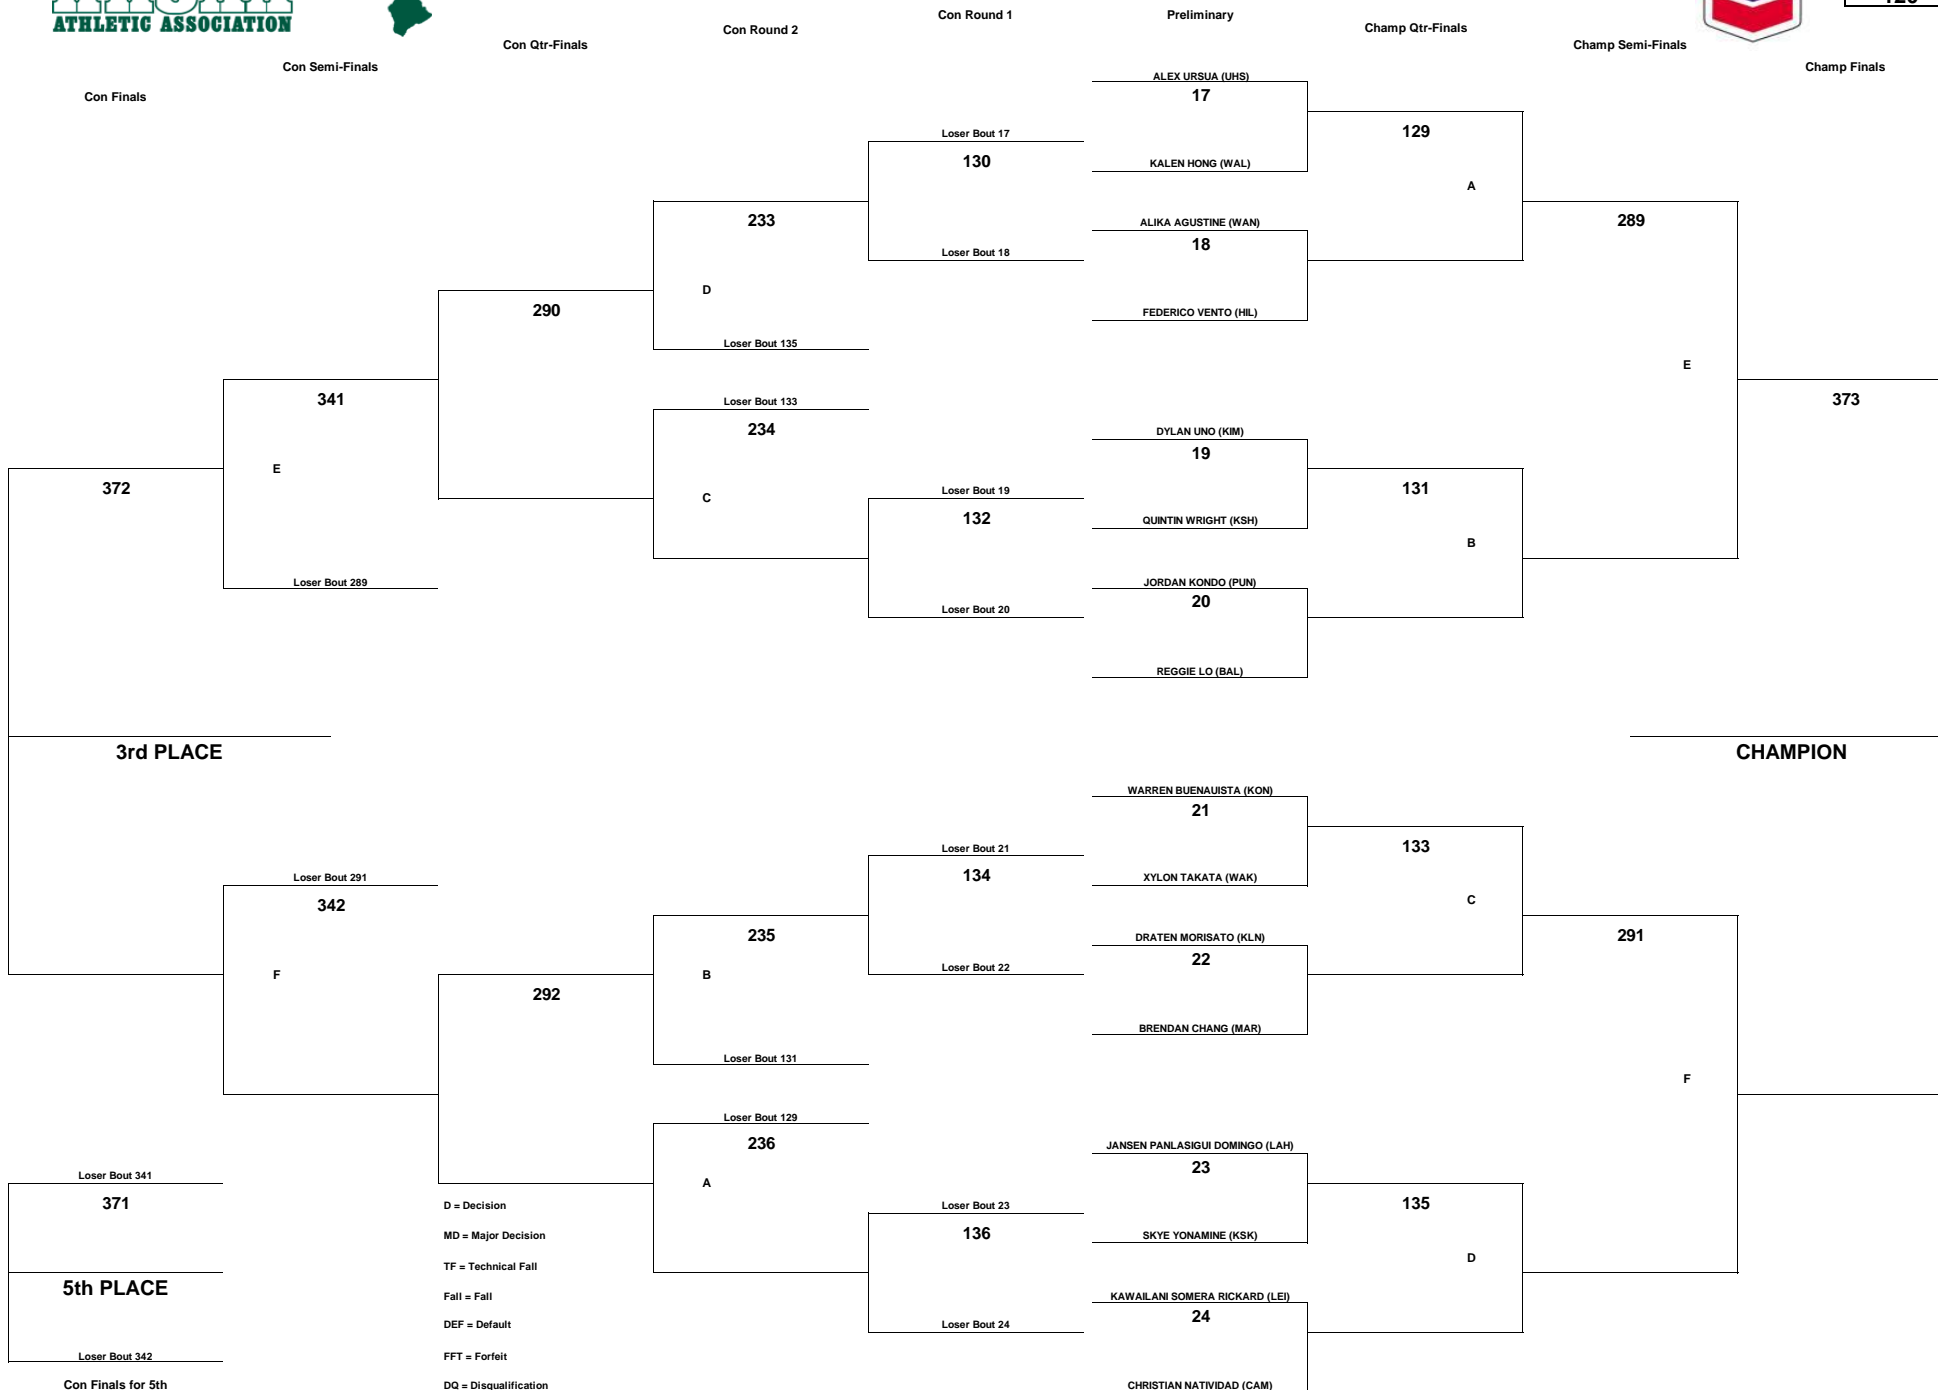 ATHLETIC ASSOCIATION
Con Round 1
Preliminary
Con Round 2
Champ Qtr-Finals
Con Qtr-Finals
Champ Semi-Finals
Con Semi-Finals
Champ Finals
Con Finals
ALEX URSUA (UHS)
17
129
Loser Bout 17
130
KALEN HONG (WAL)
A
233
ALIKA AGUSTINE (WAN)
289
18
Loser Bout 18
D
290
FEDERICO VENTO (HIL)
Loser Bout 135
E
341
Loser Bout 133
373
234
DYLAN UNO (KIM)
19
E
372
Loser Bout 19
131
C
132
QUINTIN WRIGHT (KSH)
B
Loser Bout 289
JORDAN KONDO (PUN)
20
Loser Bout 20
REGGIE LO (BAL)
3rd PLACE
CHAMPION
WARREN BUENAUISTA (KON)
21
Loser Bout 21
133
Loser Bout 291
134
XYLON TAKATA (WAK)
342
C
235
DRATEN MORISATO (KLN)
291
22
Loser Bout 22
F
B
292
BRENDAN CHANG (MAR)
Loser Bout 131
F
Loser Bout 129
236
JANSEN PANLASIGUI DOMINGO (LAH)
23
Loser Bout 341
A
371
D = Decision
Loser Bout 23
135
MD = Major Decision
136
SKYE YONAMINE (KSK)
D
TF = Technical Fall
5th PLACE
Fall = Fall
KAWAILANI SOMERA RICKARD (LEI)
24
DEF = Default
Loser Bout 24
Loser Bout 342
FFT = Forfeit
Con Finals for 5th
DQ = Disqualification
CHRISTIAN NATIVIDAD (CAM)